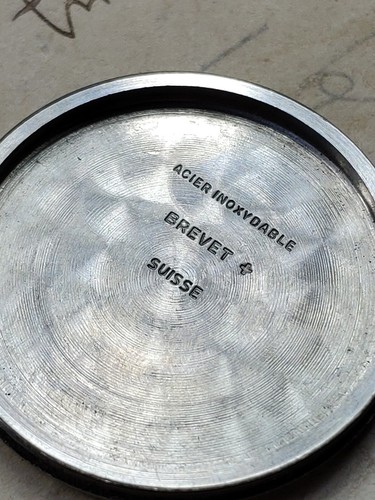 ACIER INOXYDABLE
BREVET +
SUISSE